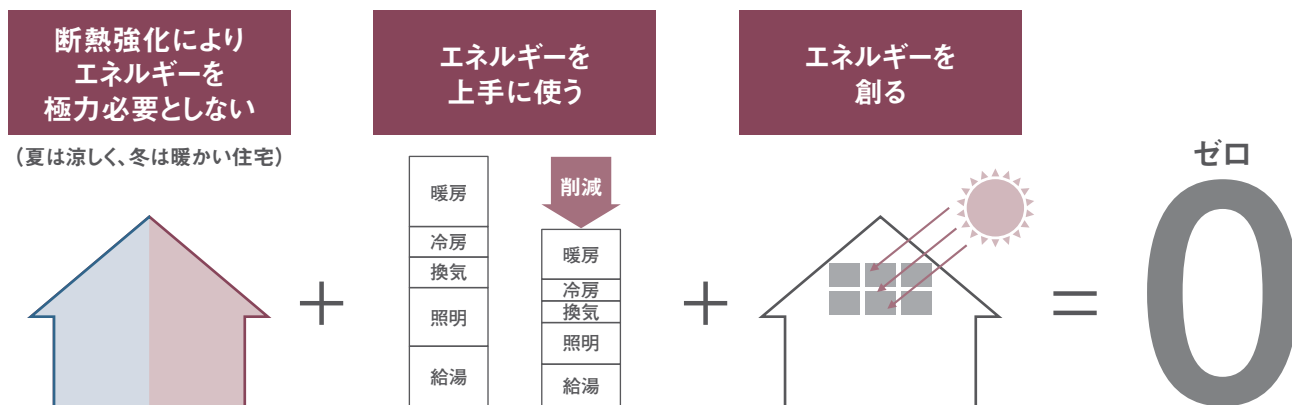 断熱強化により
エネルギーを
極力必要としない
（夏は涼しく、冬は暖かい住宅）
エネルギーを
上手に使う
暖房
冷房
換気
照明
給湯
削減
暖房
冷房
換気
照明
給湯
エネルギーを
創る
ゼロ
0